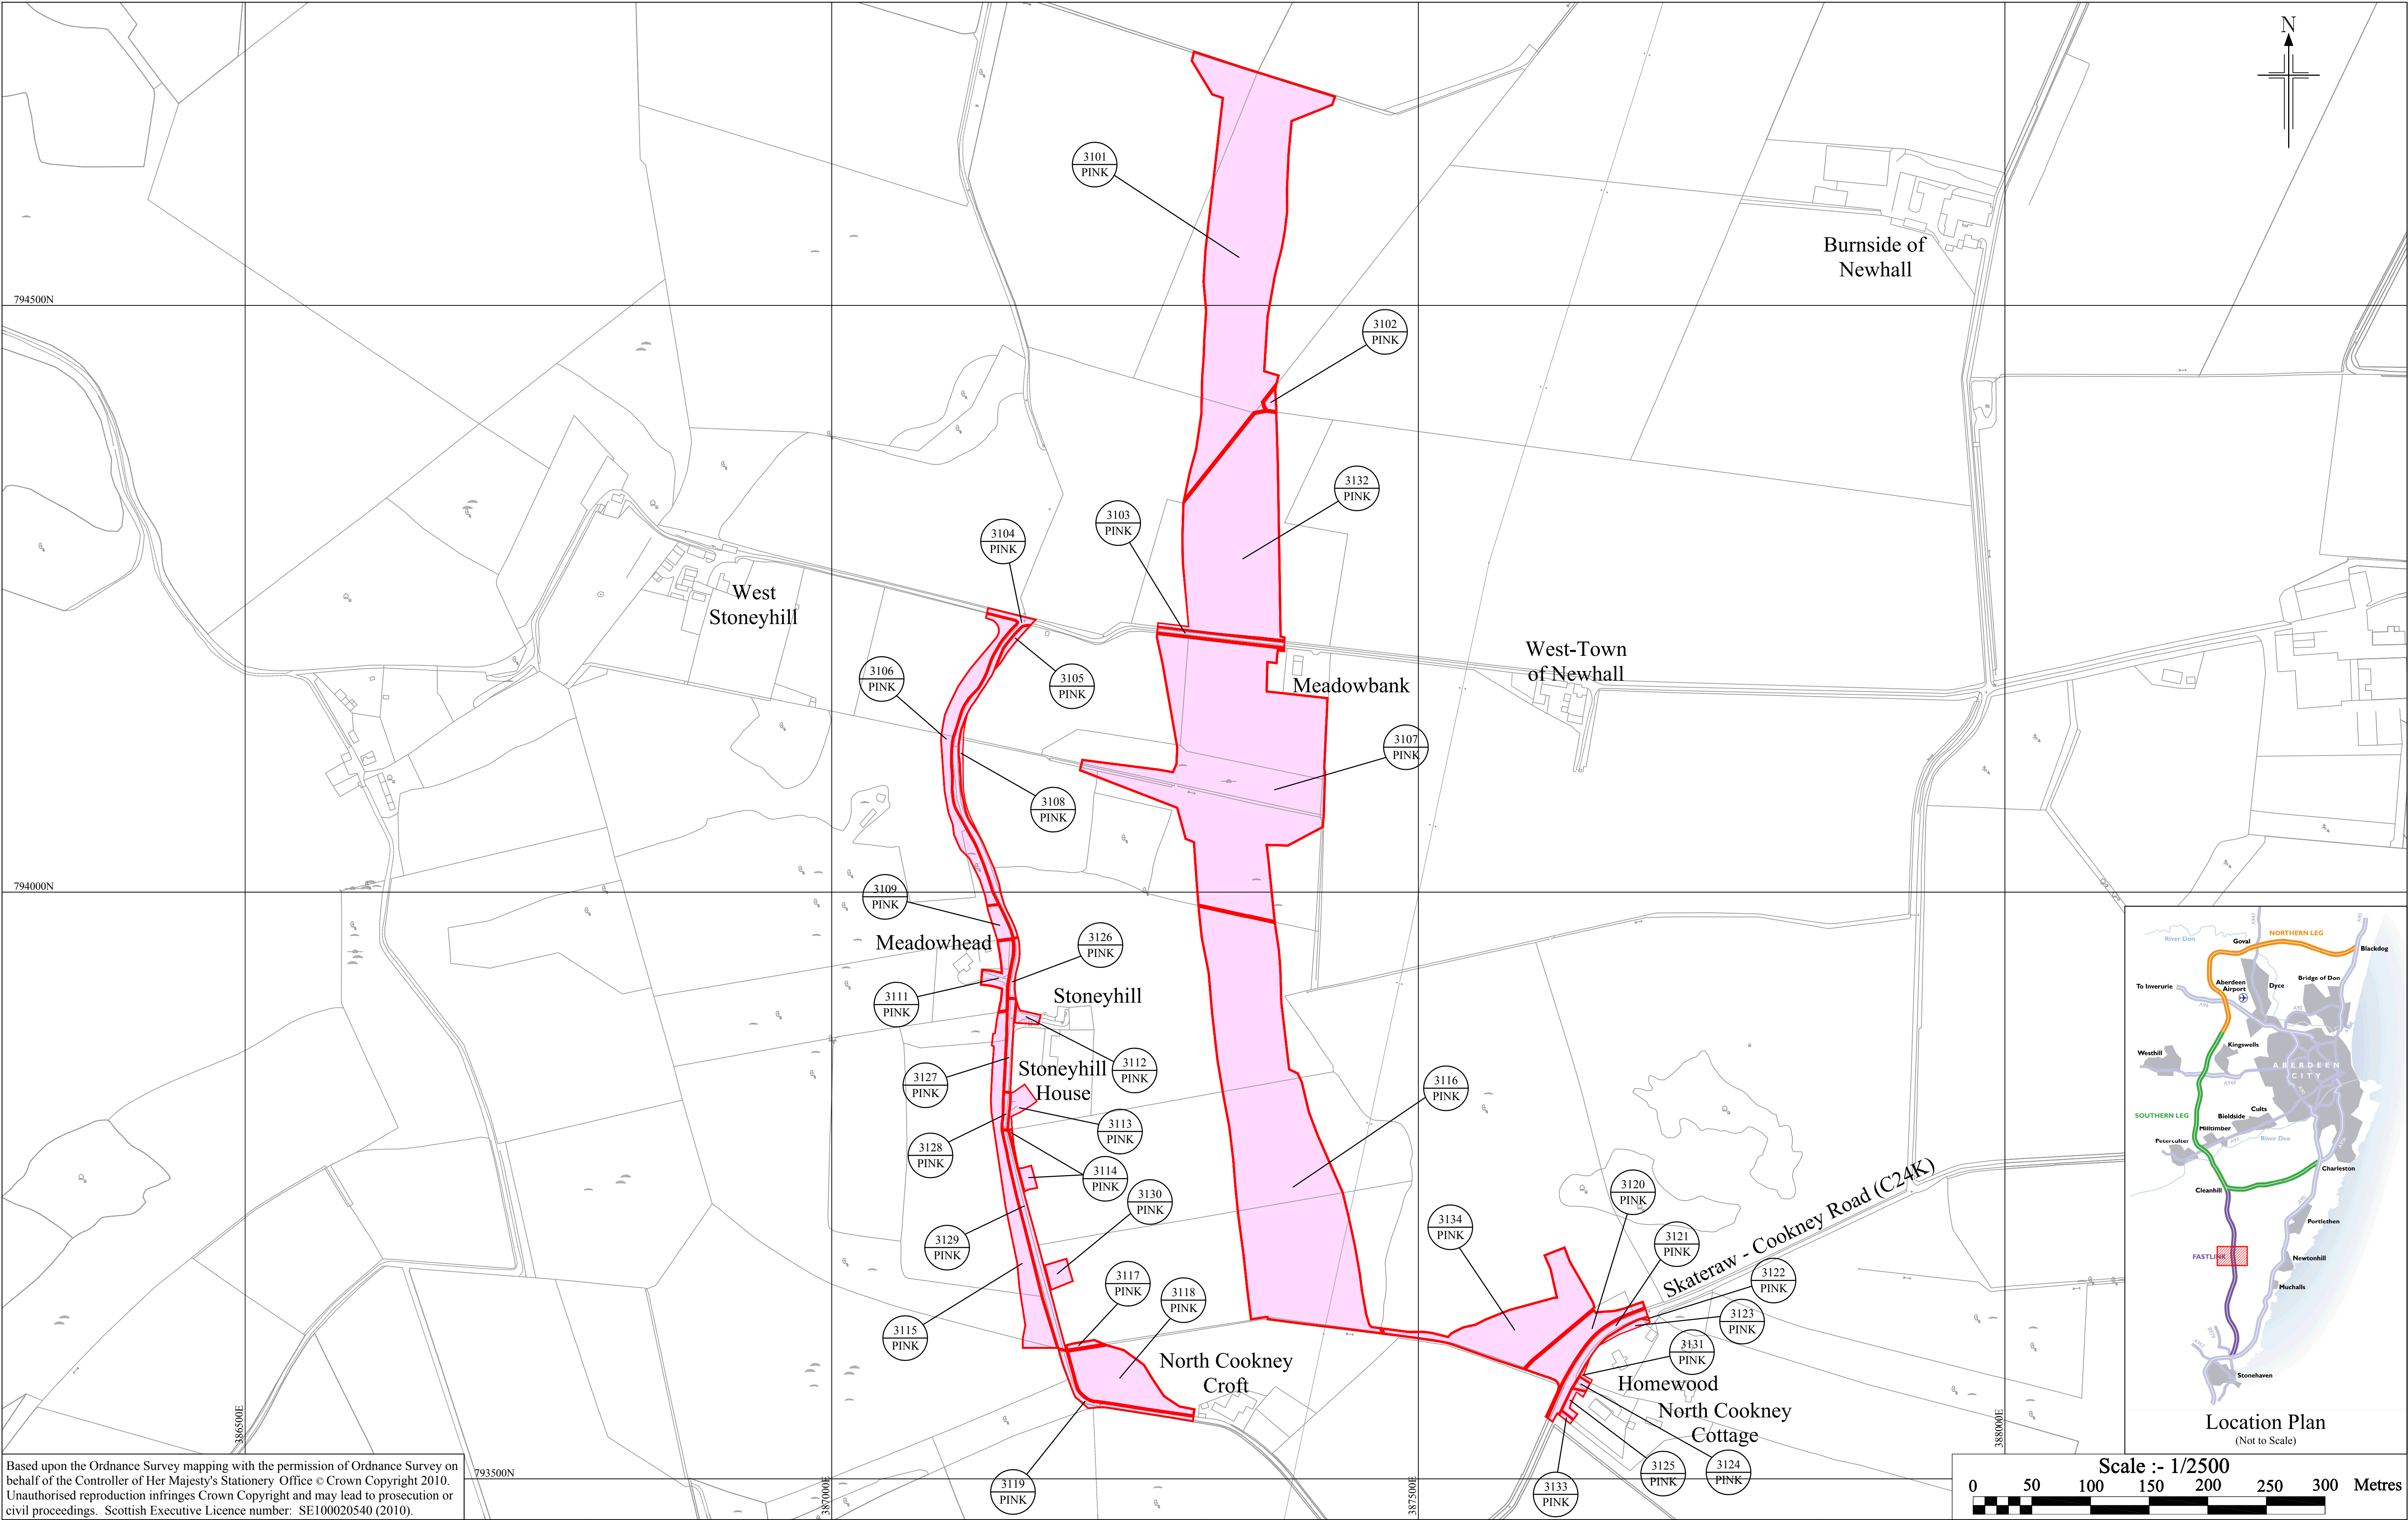 N
3101
PINK
Burnside of
Newhall
794500N
3102
PINK
3132
PINK
3103
PINK
3104
PINK
West
Stoneyhill
West-Town
of Newhall
3106
PINK
3105
PINK
Meadowbank
3107
PINK
3108
PINK
794000N
3109
PINK
Meadowhead
3126
PINK
3111
PINK
Stoneyhill
3112
PINK
3127
PINK
Stoneyhill
House
3116
PINK
3113
PINK
3128
PINK
3114
PINK
3130
PINK
3120
PINK
Skateraw - Cookney Road (C24K)
3134
PINK
3129
PINK
3121
PINK
3122
PINK
3117
PINK
3118
PINK
3123
PINK
3115
PINK
3131
PINK
North Cookney
Croft
Homewood
North Cookney
Cottage
3119
PINK
3125
PINK
3124
PINK
3133
PINK
386500E
387000E
387500E
388000E
793500N
River Don
Goval
NORTHERN LEG
A947
A90
Blackdog
To Inverurie
Aberdeen
Airport
Dyce
Bridge of Don
A96
Westhill
Kingswells
ABERDEEN
CITY
A944
SOUTHERN LEG
Bieldside
Cults
Milltimber
Peterculter
A93
River Dee
Charleston
Cleanhill
A90
Portlethen
FASTLINK
Newtonhill
Muchalls
A957
Stonehaven
Location Plan
(Not to Scale)
Based upon the Ordnance Survey mapping with the permission of Ordnance Survey on
behalf of the Controller of Her Majesty's Stationery Office © Crown Copyright 2010.
Unauthorised reproduction infringes Crown Copyright and may lead to prosecution or
civil proceedings. Scottish Executive Licence number: SE100020540 (2010).
Scale :- 1/2500
0 50 100 150 200 250 300 Metres